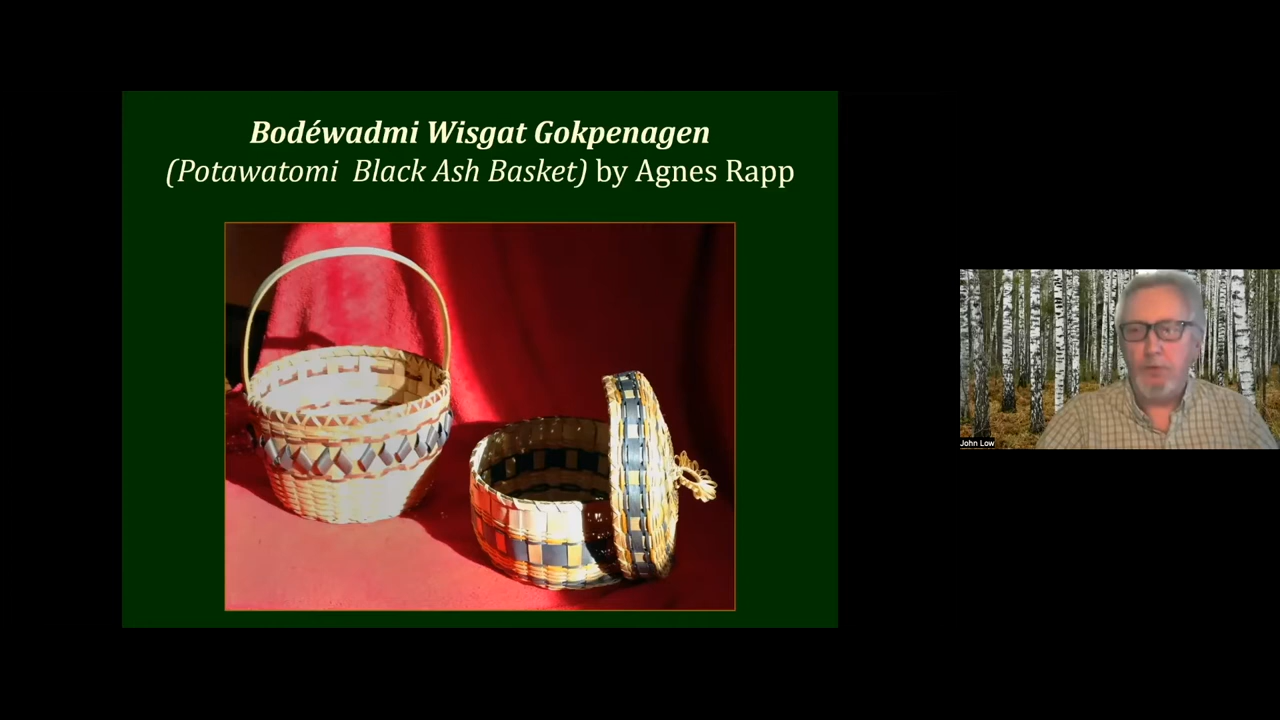 Bodéwadmi Wisgat Gokpenagen
(Potawatomi Black Ash Basket) by Agnes Rapp
John Low